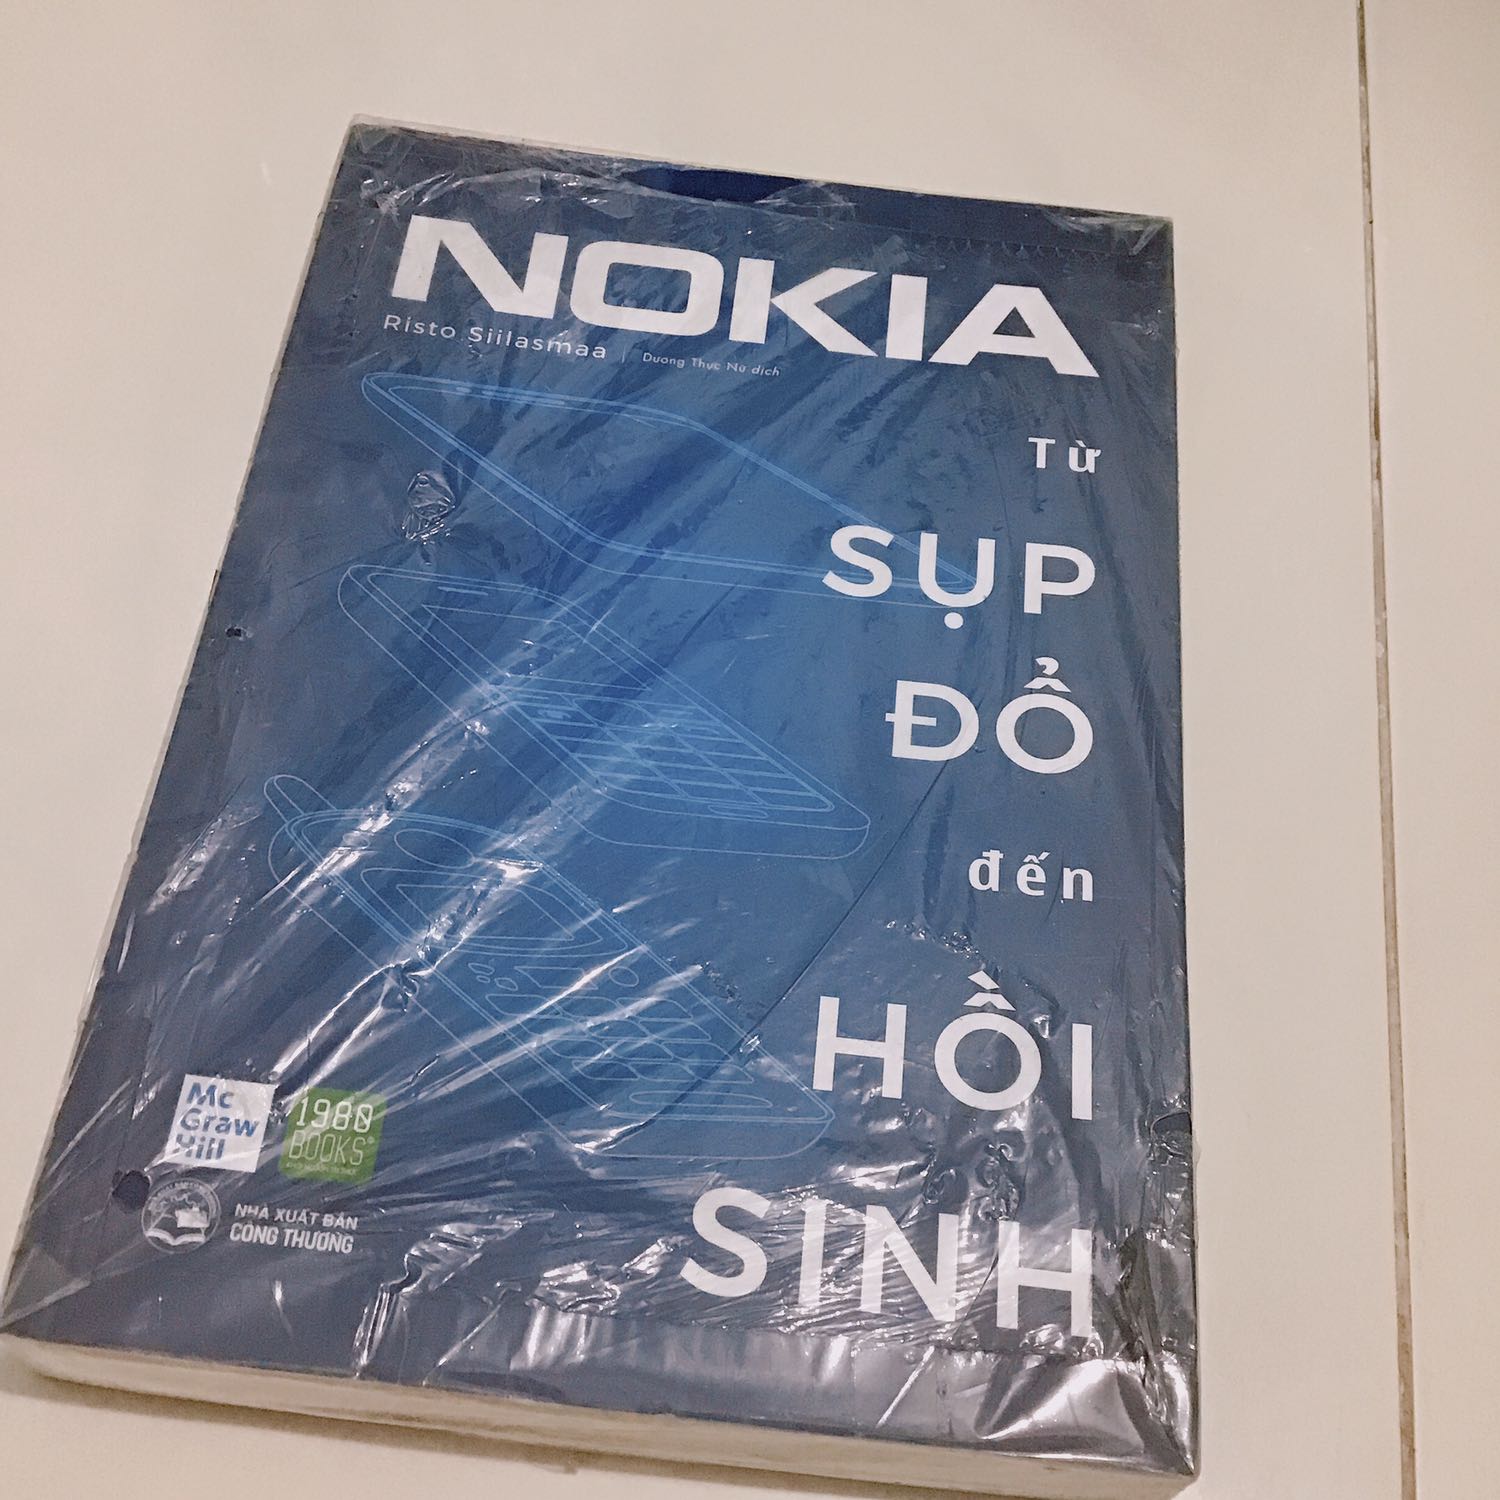 NOKIA
Risto Siilasmaa | Dương Thục Nữ dịch
Từ
SỤP
ĐỔ
đến
HỒI
SINH
Mc
Graw
Hill
1980
BOOKS®
NHÀ XUẤT BẢN
CÔNG THƯƠNG